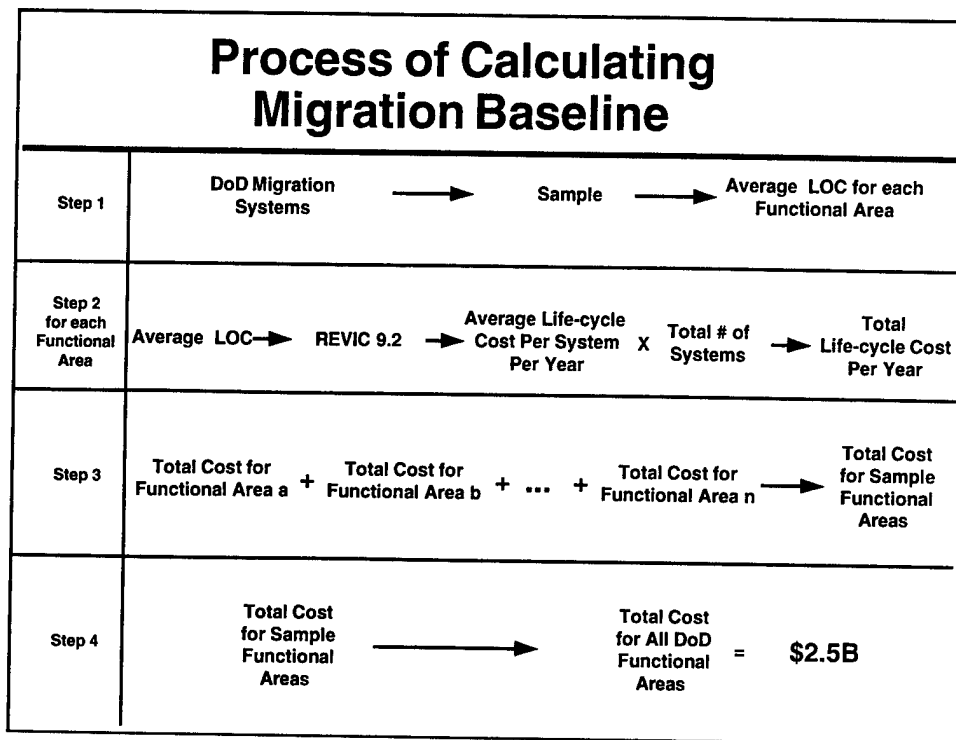 Process of Calculating
Migration Baseline
Step 1
DoD Migration
Systems
Sample
Average LOC for each
Functional Area
Step 2
for each
Functional
Area
Average LOC
REVIC 9.2
Average Life-cycle
Cost Per System
Per Year
X
Total # of
Systems
Total
Life-cycle Cost
Per Year
Step 3
Total Cost for
Functional Area a
+
Total Cost for
Functional Area b
+ ... +
Total Cost for
Functional Area n
Total Cost
for Sample
Functional
Areas
Step 4
Total Cost
for Sample
Functional
Areas
Total Cost
for All DoD
Functional
Areas
=
$2.5B